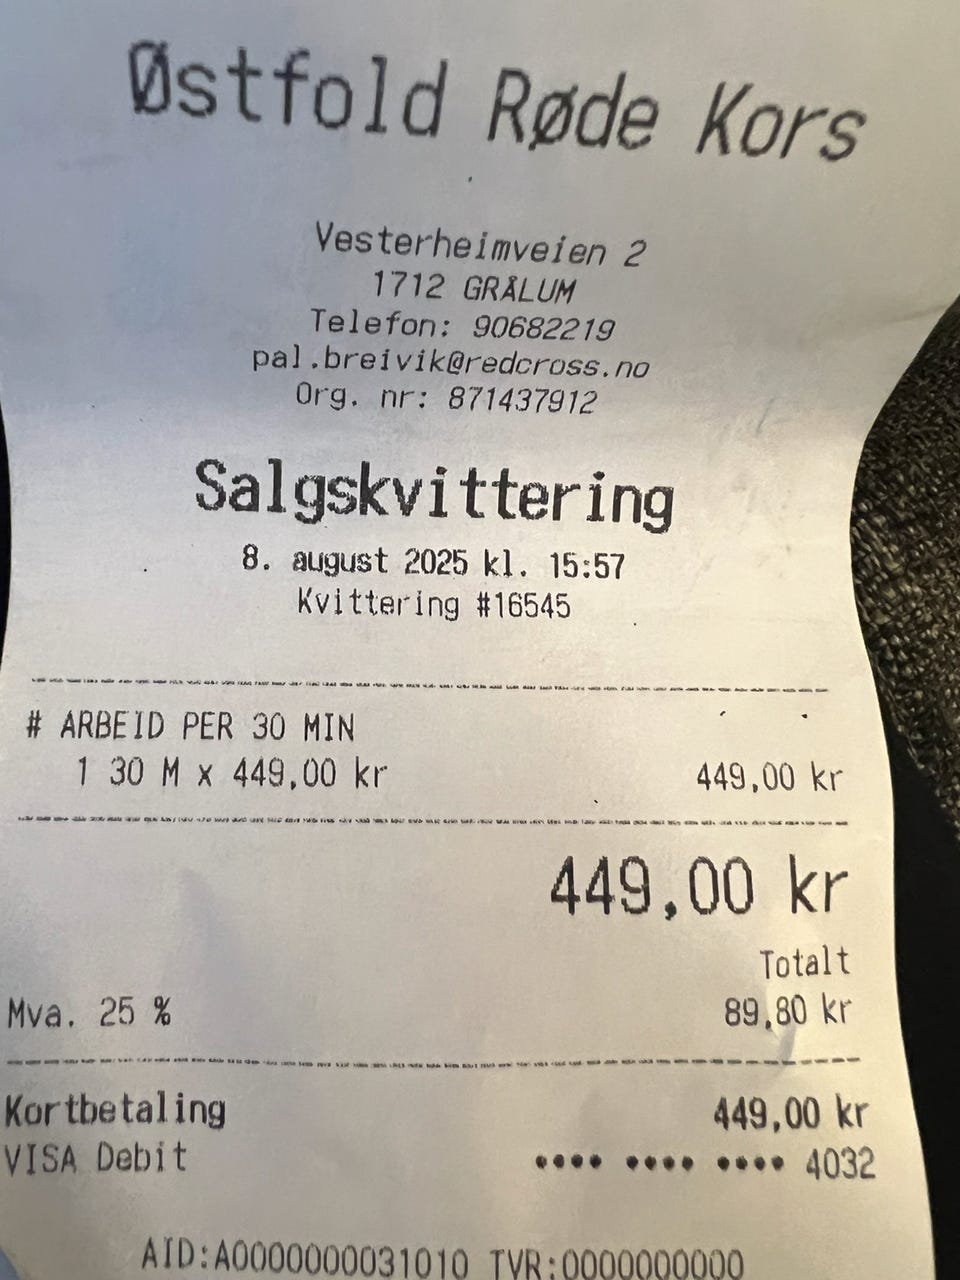 Østfold Røde Kors
Vesterheimveien 2
1712 GRÅLUM
Telefon: 90682219
pal.breivik@redcross.no
Org. nr: 871437912
Salgskvittering
8. august 2025 kl. 15:57
Kvittering #16545
# ARBEID PER 30 MIN
1 30 M x 449,00 kr 449,00 kr
449,00 kr
Totalt
Mva. 25 % 89,80 kr
Kortbetaling 449,00 kr
VISA Debit •••• •••• •••• 4032
AID:A0000000031010 TVR:0000000000